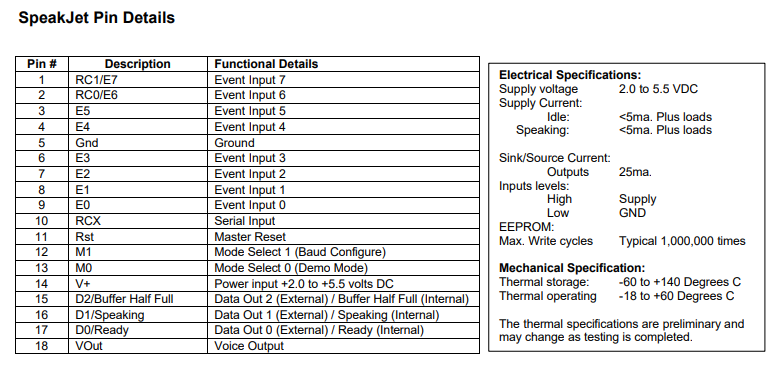 SpeakJet Pin Details
Pin # Description Functional Details
1 RC1/E7 Event Input 7
2 RC0/E6 Event Input 6
3 E5 Event Input 5
4 E4 Event Input 4
5 Gnd Ground
6 E3 Event Input 3
7 E2 Event Input 2
8 E1 Event Input 1
9 E0 Event Input 0
10 RCX Serial Input
11 Rst Master Reset
12 M1 Mode Select 1 (Baud Configure)
13 M0 Mode Select 0 (Demo Mode)
14 V+ Power input +2.0 to +5.5 volts DC
15 D2/Buffer Half Full Data Out 2 (External) / Buffer Half Full (Internal)
16 D1/Speaking Data Out 1 (External) / Speaking (Internal)
17 D0/Ready Data Out 0 (External) / Ready (Internal)
18 VOut Voice Output
Electrical Specifications:
Supply voltage 2.0 to 5.5 VDC
Supply Current:
Idle: <5ma. Plus loads
Speaking: <5ma. Plus loads
Sink/Source Current:
Outputs 25ma.
Inputs levels:
High Supply
Low GND
EEPROM:
Max. Write cycles Typical 1,000,000 times
Mechanical Specification:
Thermal storage: -60 to +140 Degrees C
Thermal operating -18 to +60 Degrees C
The thermal specifications are preliminary and
may change as testing is completed.